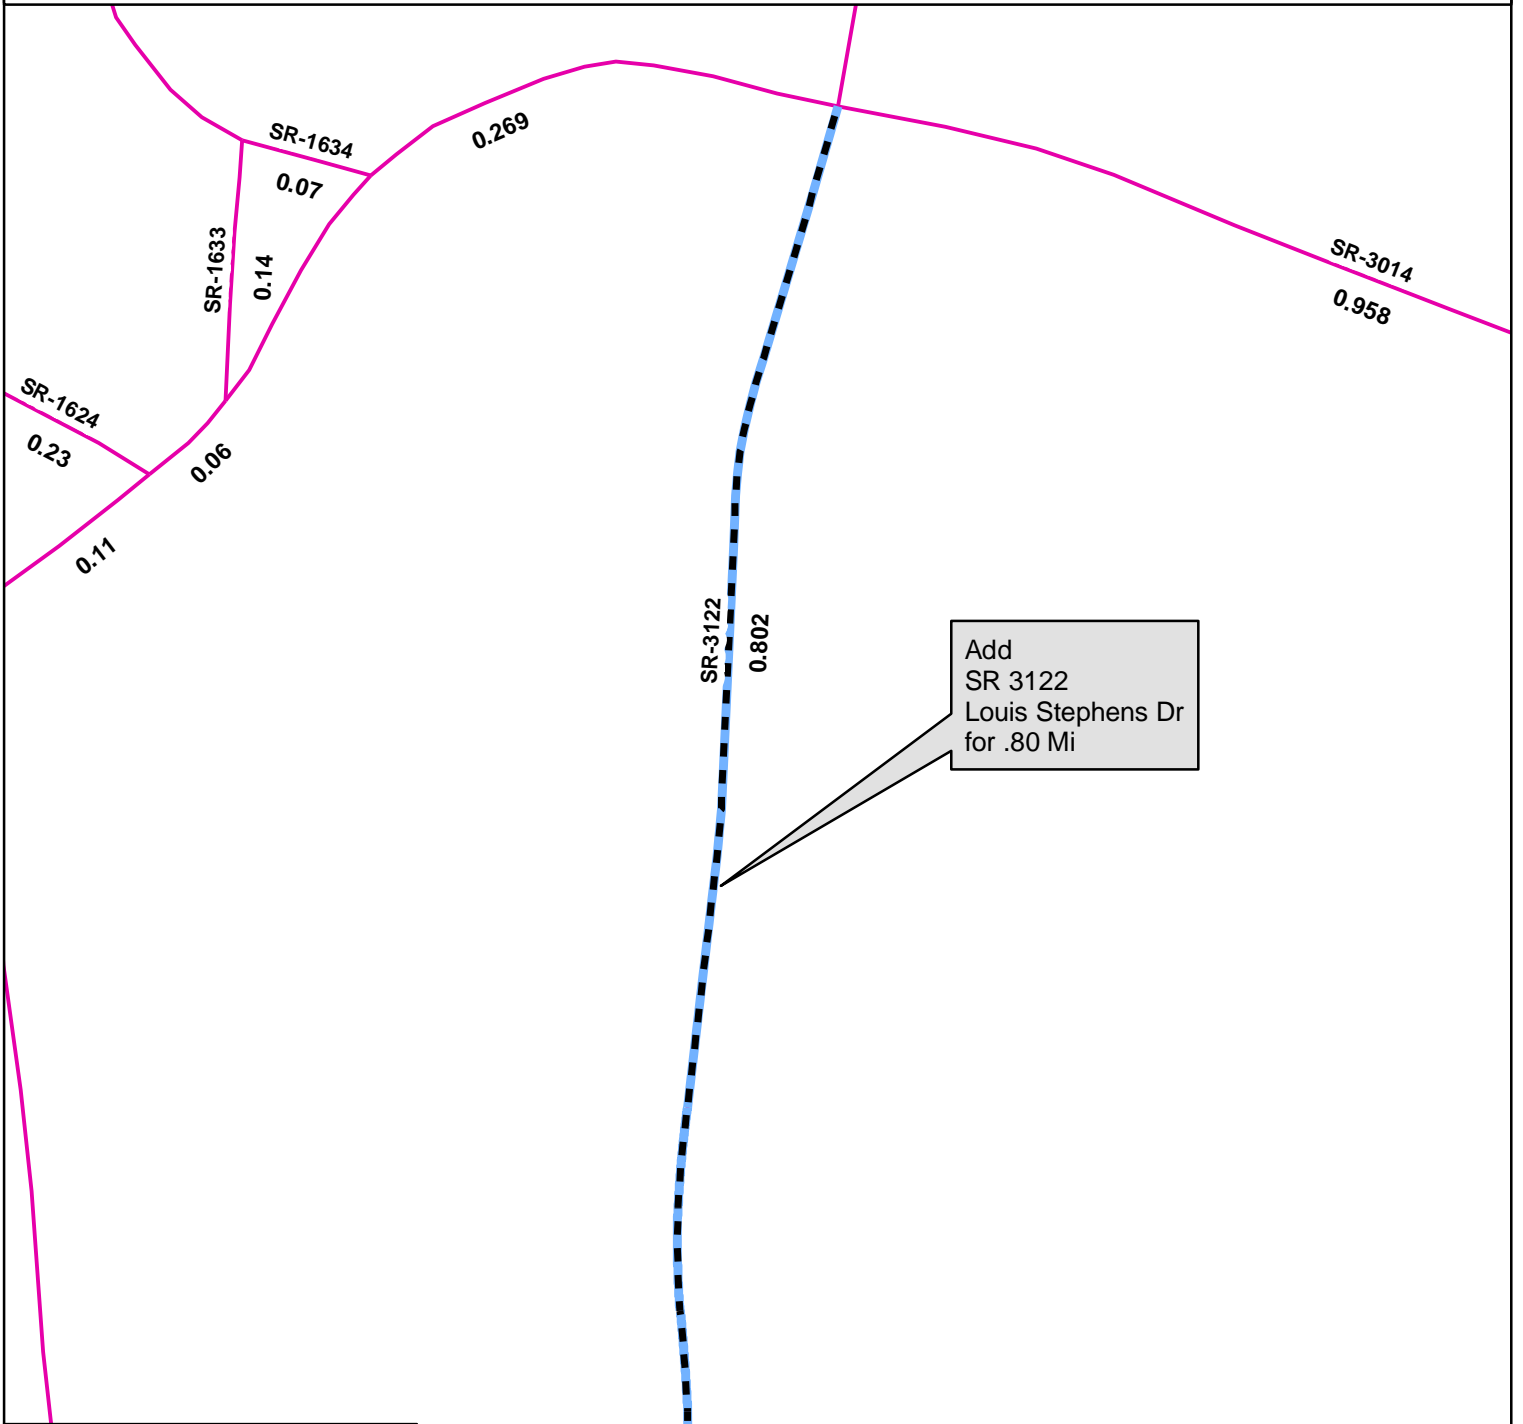 SR-1634
0.07
0.269
SR-1633
0.14
SR-3014
0.958
SR-1624
0.23
0.06
0.11
SR-3122
0.802
Add
SR 3122
Louis Stephens Dr
for .80 Mi